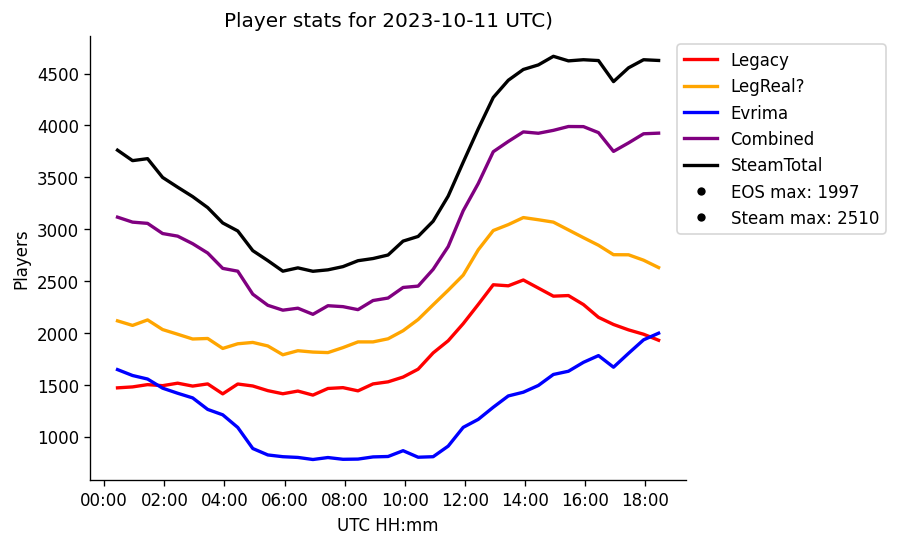 Player stats for 2023-10-11 UTC)
Legacy
LegReal?
Evrima
Combined
SteamTotal
EOS max: 1997
Steam max: 2510
Players
4500
4000
3500
3000
2500
2000
1500
1000
00:00 02:00 04:00 06:00 08:00 10:00 12:00 14:00 16:00 18:00
UTC HH:mm